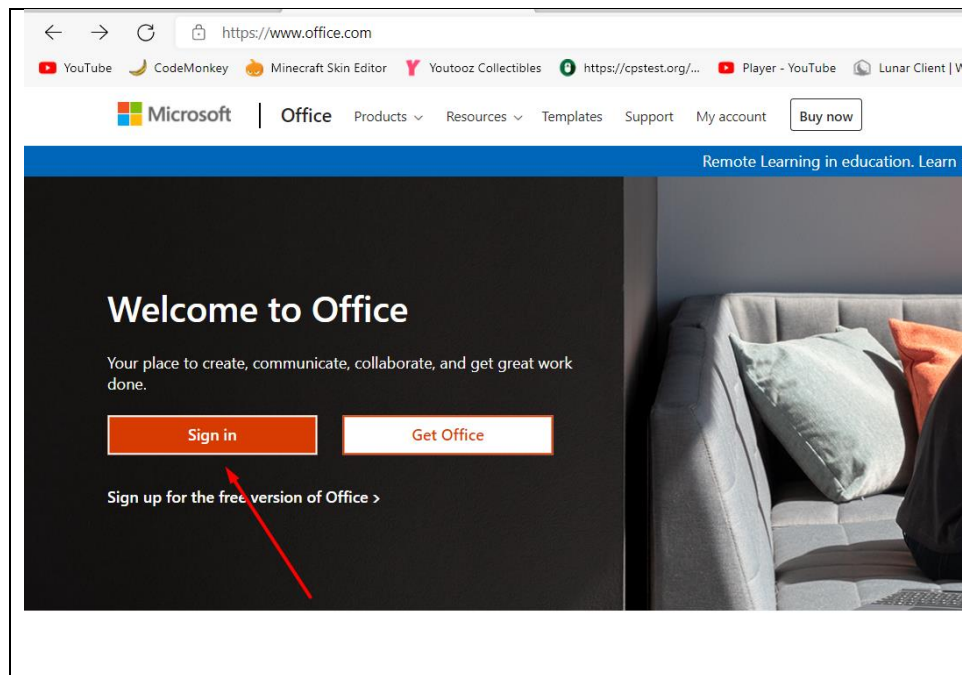 https://www.office.com
YouTube CodeMonkey Minecraft Skin Editor Youtooz Collectibles https://cpstest.org/... Player - YouTube Lunar Client |
Microsoft Office Products Resources Templates Support My account Buy now
Remote Learning in education. Learn
Welcome to Office
Your place to create, communicate, collaborate, and get great work
done.
Sign in Get Office
Sign up for the free version of Office >